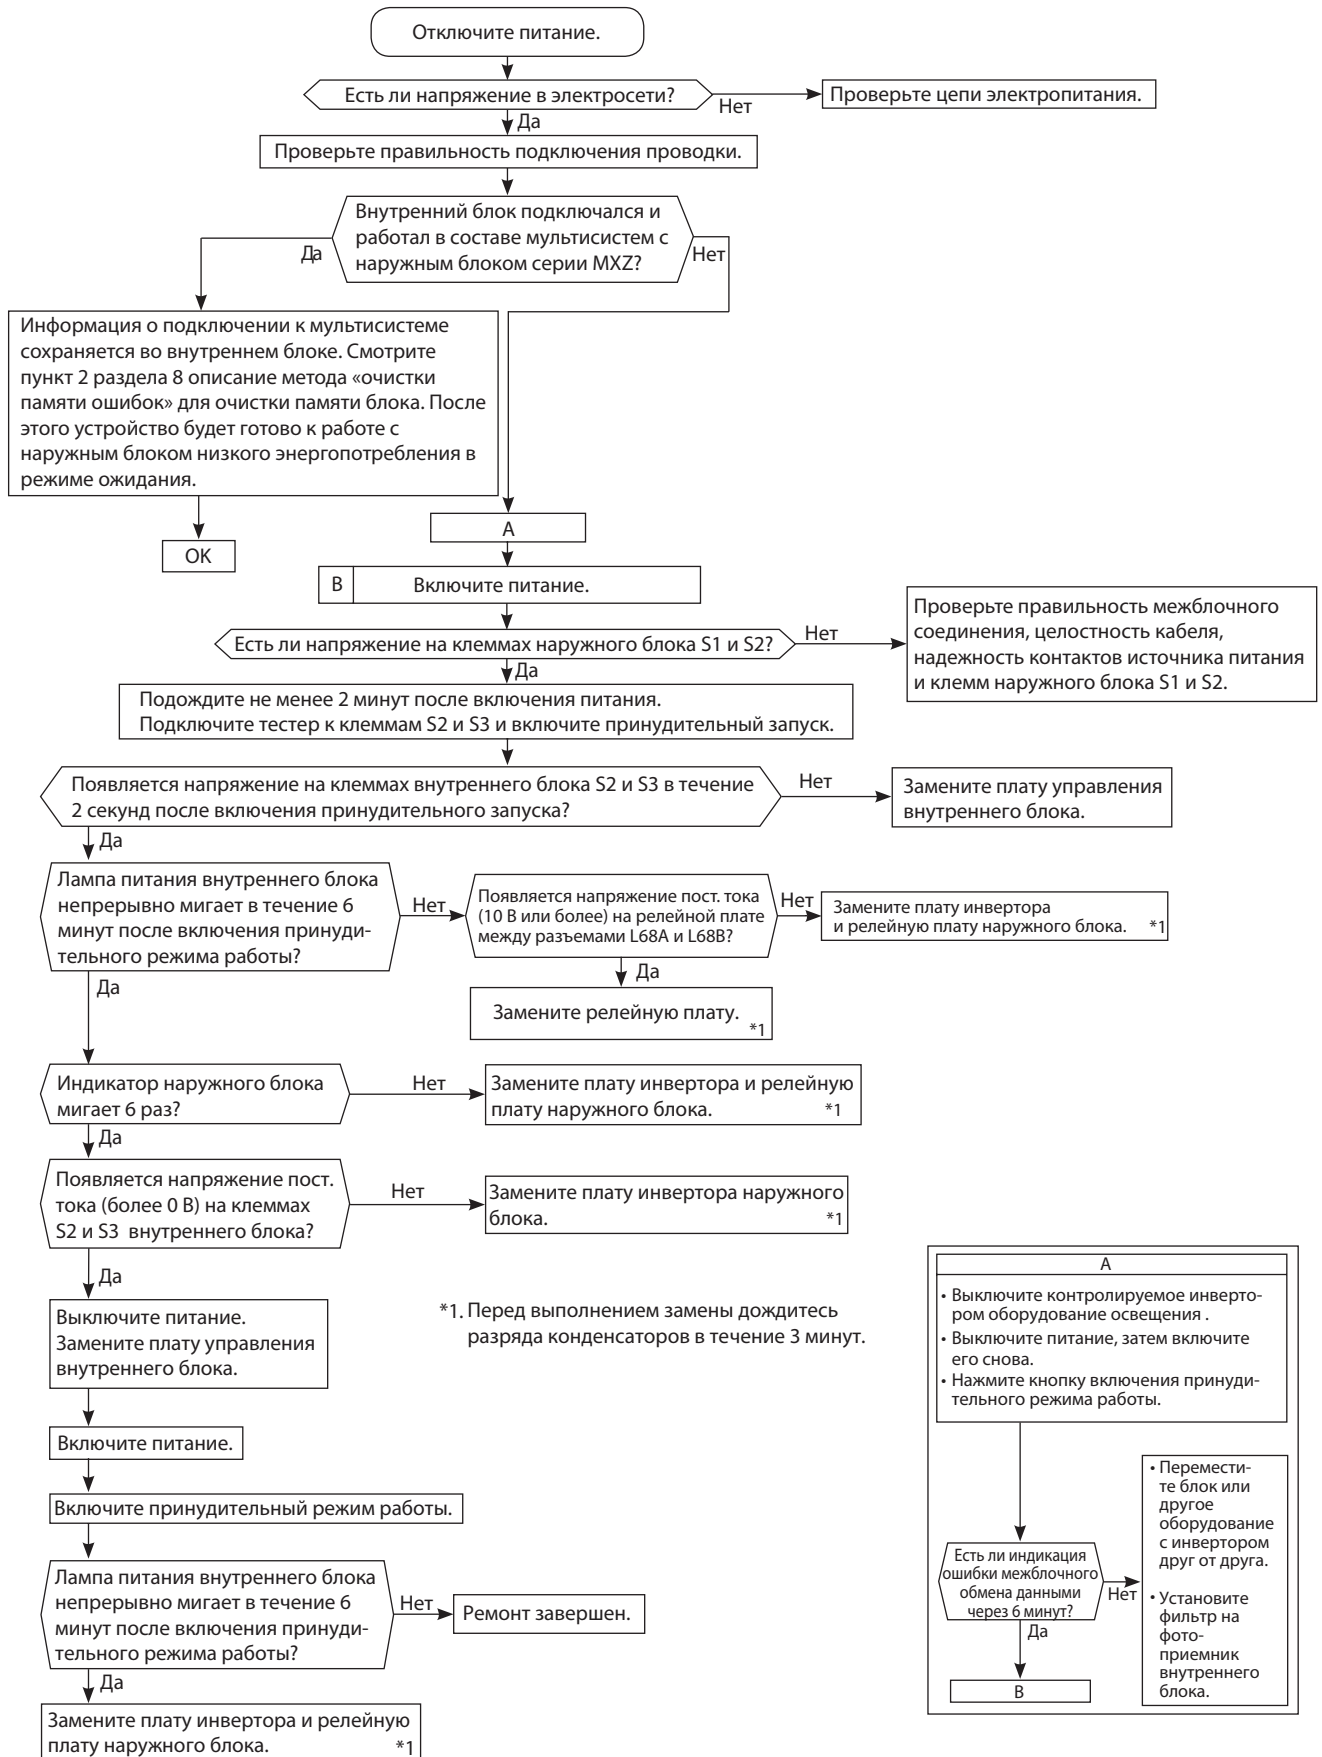 Отключите питание.
Есть ли напряжение в электросети?
Нет
Проверьте цепи электропитания.
Да
Проверьте правильность подключения проводки.
Внутренний блок подключался и
работал в составе мультисистем с
наружным блоком серии MXZ?
Да
Нет
Информация о подключении к мультисистеме
сохраняется во внутреннем блоке. Смотрите
пункт 2 раздела 8 описание метода «очистки
памяти ошибок» для очистки памяти блока. После
этого устройство будет готово к работе с
наружным блоком низкого энергопотребления в
режиме ожидания.
OK
A
B
Включите питание.
Есть ли напряжение на клеммах наружного блока S1 и S2?
Нет
Проверьте правильность межблочного
соединения, целостность кабеля,
надежность контактов источника питания
и клемм наружного блока S1 и S2.
Да
Подождите не менее 2 минут после включения питания.
Подключите тестер к клеммам S2 и S3 и включите принудительный запуск.
Появляется напряжение на клеммах внутреннего блока S2 и S3 в течение
2 секунд после включения принудительного запуска?
Нет
Замените плату управления
внутреннего блока.
Да
Лампа питания внутреннего блока
непрерывно мигает в течение 6
минут после включения принуди-
тельного режима работы?
Нет
Появляется напряжение пост. тока
(10 В или более) на релейной плате
между разъемами L68A и L68B?
Нет
Замените плату инвертора
и релейную плату наружного блока. *1
Да
Замените релейную плату.
*1
Да
Индикатор наружного блока
мигает 6 раз?
Нет
Замените плату инвертора и релейную
плату наружного блока. *1
Да
Появляется напряжение пост.
тока (более 0 В) на клеммах
S2 и S3 внутреннего блока?
Нет
Замените плату инвертора наружного
блока. *1
Да
Выключите питание.
Замените плату управления
внутреннего блока.
*1. Перед выполнением замены дождитесь
разряда конденсаторов в течение 3 минут.
Включите питание.
Включите принудительный режим работы.
Лампа питания внутреннего блока
непрерывно мигает в течение 6
минут после включения принуди-
тельного режима работы?
Нет
Ремонт завершен.
Да
Замените плату инвертора и релейную
плату наружного блока. *1
A
• Выключите контролируемое инверто-
ром оборудование освещения .
• Выключите питание, затем включите
его снова.
• Нажмите кнопку включения принуди-
тельного режима работы.
Есть ли индикация
ошибки межблочного
обмена данными
через 6 минут?
Нет
• Перемести-
те блок или
другое
оборудование
с инвертором
друг от друга.
• Установите
фильтр на
фото-
приемник
внутреннего
блока.
Да
B